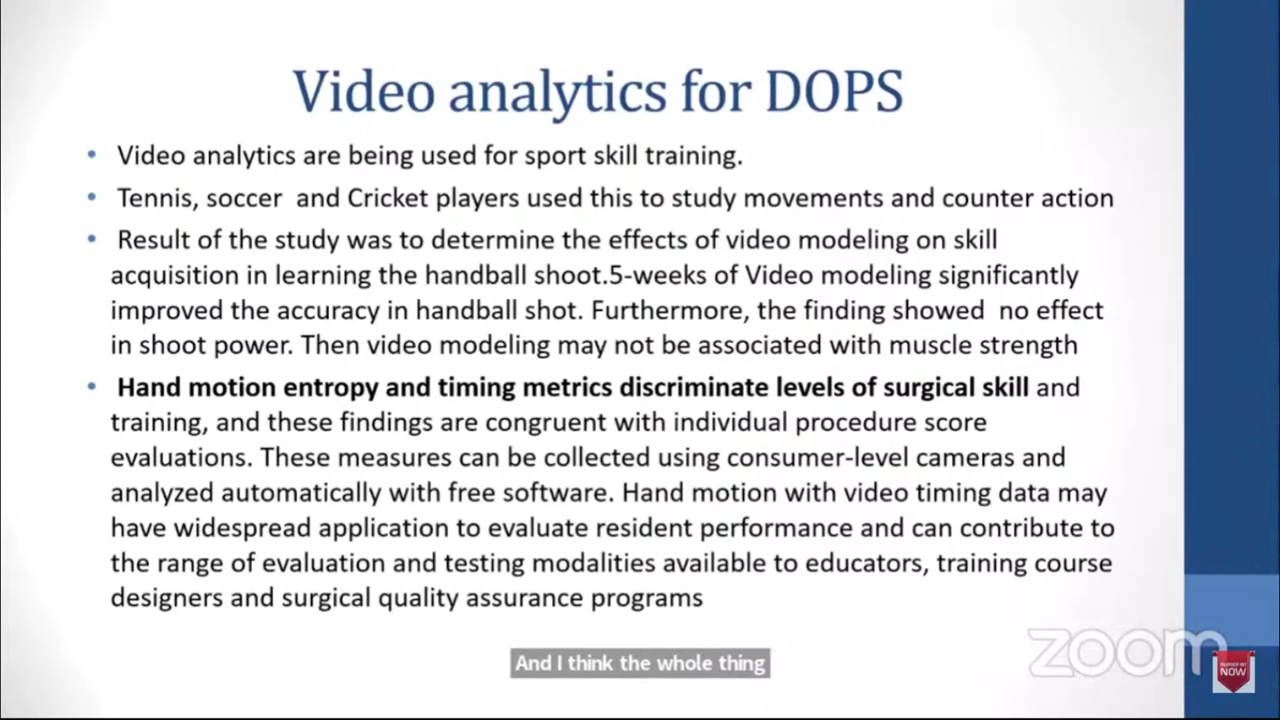 Video analytics for DOPS
• Video analytics are being used for sport skill training.
• Tennis, soccer  and Cricket players used this to study movements and counter action
• Result of the study was to determine the effects of video modeling on skill
acquisition in learning the handball shoot.5-weeks of Video modeling significantly
improved the accuracy in handball shot. Furthermore, the finding showed  no effect
in shoot power. Then video modeling may not be associated with muscle strength
• Hand motion entropy and timing metrics discriminate levels of surgical skill and
training, and these findings are congruent with individual procedure score
evaluations. These measures can be collected using consumer-level cameras and
analyzed automatically with free software. Hand motion with video timing data may
have widespread application to evaluate resident performance and can contribute to
the range of evaluation and testing modalities available to educators, training course
designers and surgical quality assurance programs
And I think the whole thing
zoom
NOW